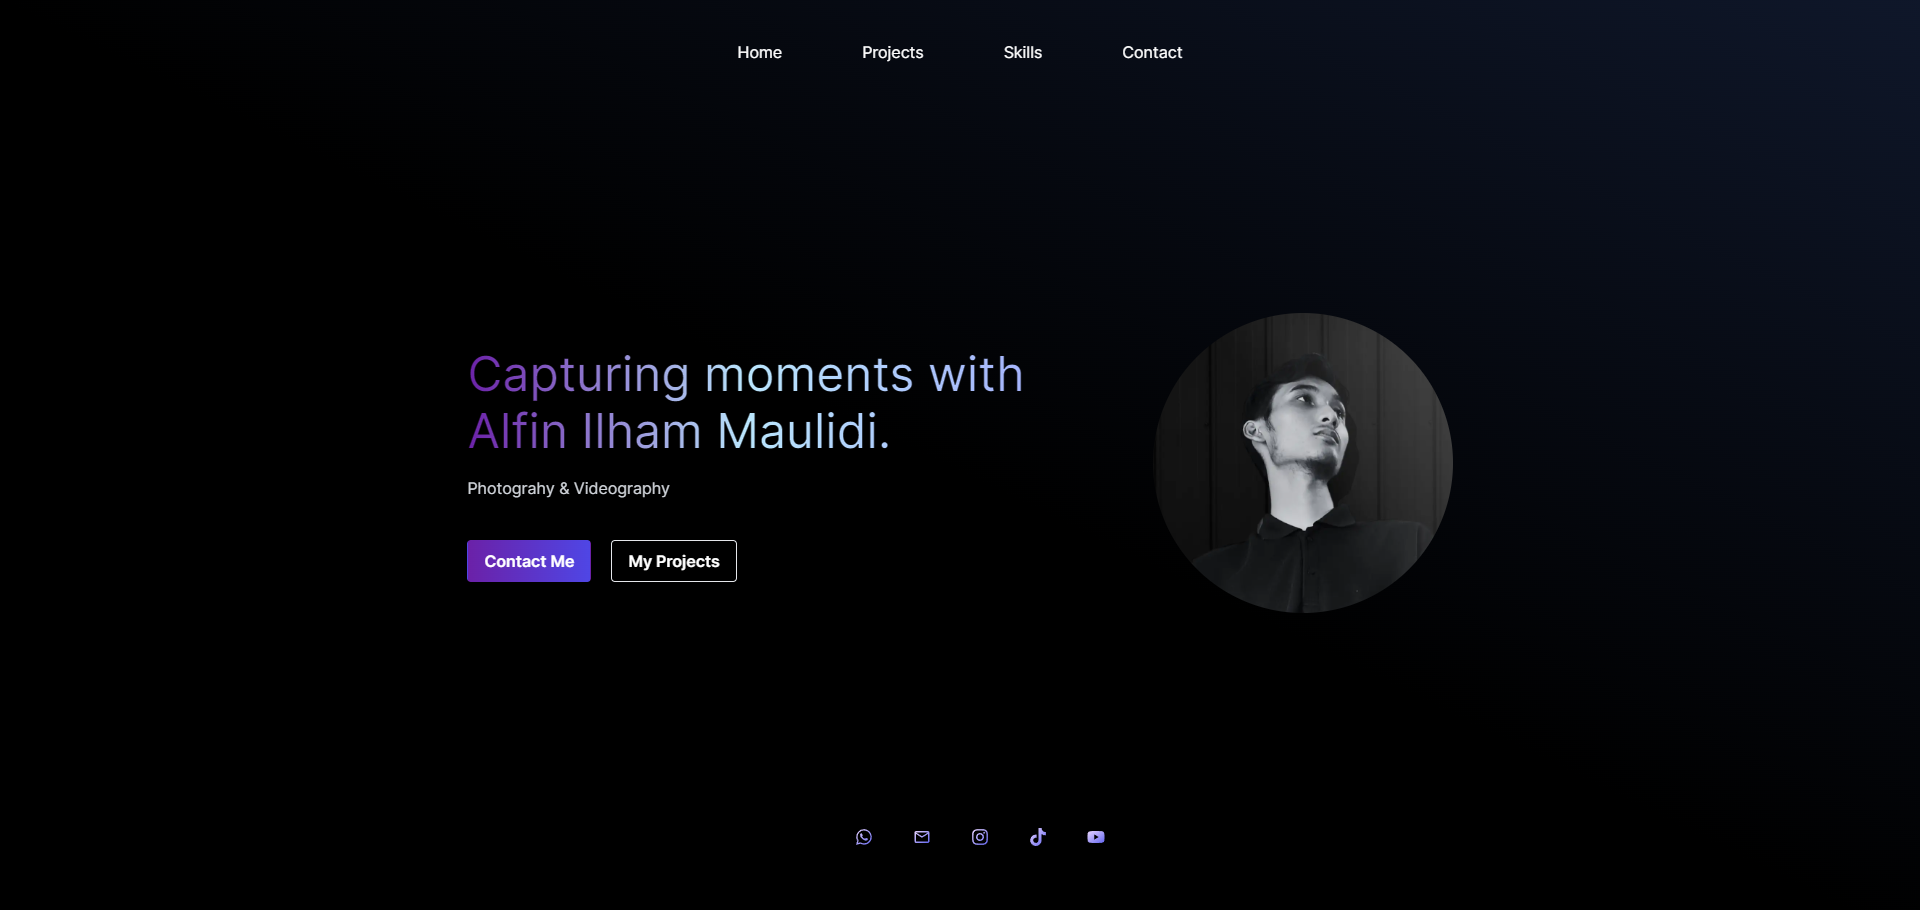 Home Projects Skills Contact
Capturing moments with
Alfin Ilham Maulidi.
Photograhy & Videography
Contact Me My Projects